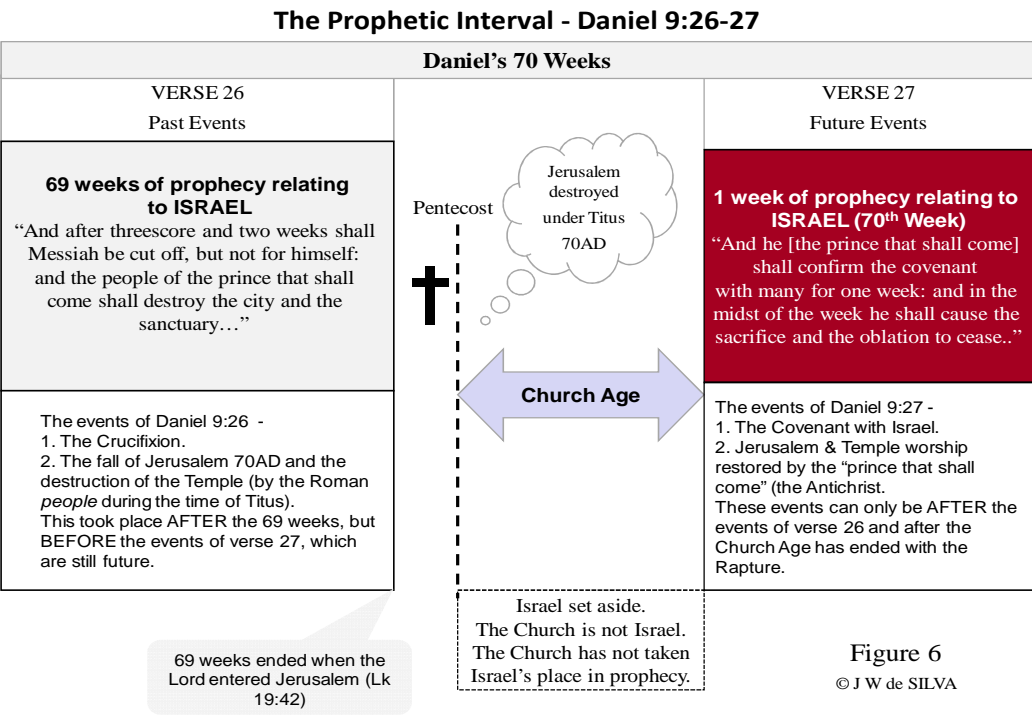 The Prophetic Interval - Daniel 9:26-27
Daniel's 70 Weeks
VERSE 26
Past Events
69 weeks of prophecy relating
to ISRAEL
“And after threescore and two weeks shall
Messiah be cut off, but not for himself:
and the people of the prince that shall
come shall destroy the city and the
sanctuary…”
The events of Daniel 9:26 -
1. The Crucifixion.
2. The fall of Jerusalem 70AD and the
destruction of the Temple (by the Roman
people during the time of Titus).
This took place AFTER the 69 weeks, but
BEFORE the events of verse 27, which
are still future.
69 weeks ended when the
Lord entered Jerusalem (Lk
19:42)
Pentecost
Jerusalem
destroyed
under Titus
70AD
Church Age
Israel set aside.
The Church is not Israel.
The Church has not taken
Israel's place in prophecy.
VERSE 27
Future Events
1 week of prophecy relating to
ISRAEL (70th Week)
“And he [the prince that shall come]
shall confirm the covenant
with many for one week: and in the
midst of the week he shall cause the
sacrifice and the oblation to cease..”
The events of Daniel 9:27 -
1. The Covenant with Israel.
2. Jerusalem & Temple worship
restored by the “prince that shall
come” (the Antichrist.
These events can only be AFTER the
events of verse 26 and after the
Church Age has ended with the
Rapture.
Figure 6
© J W de SILVA